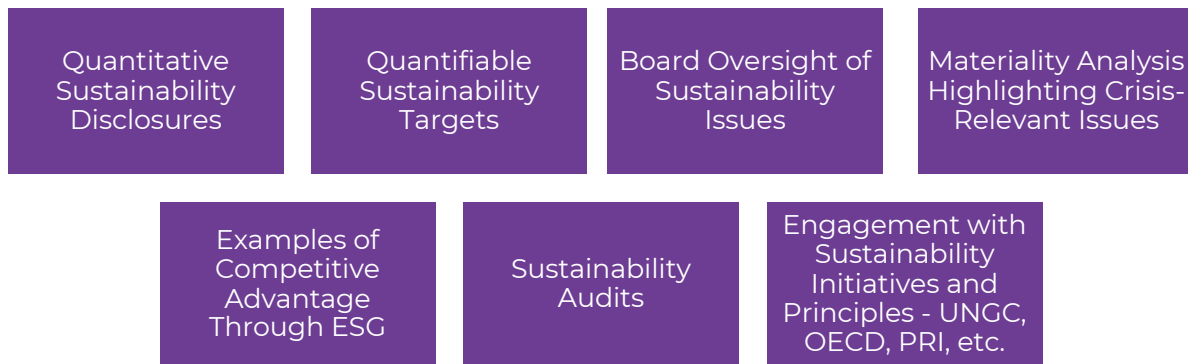 Quantitative
Sustainability
Disclosures
Quantifiable
Sustainability
Targets
Board Oversight of
Sustainability
Issues
Materiality Analysis
Highlighting Crisis-
Relevant Issues
Examples of
Competitive
Advantage
Through ESG
Sustainability
Audits
Engagement with
Sustainability
Initiatives and
Principles - UNGC,
OECD, PRI, etc.